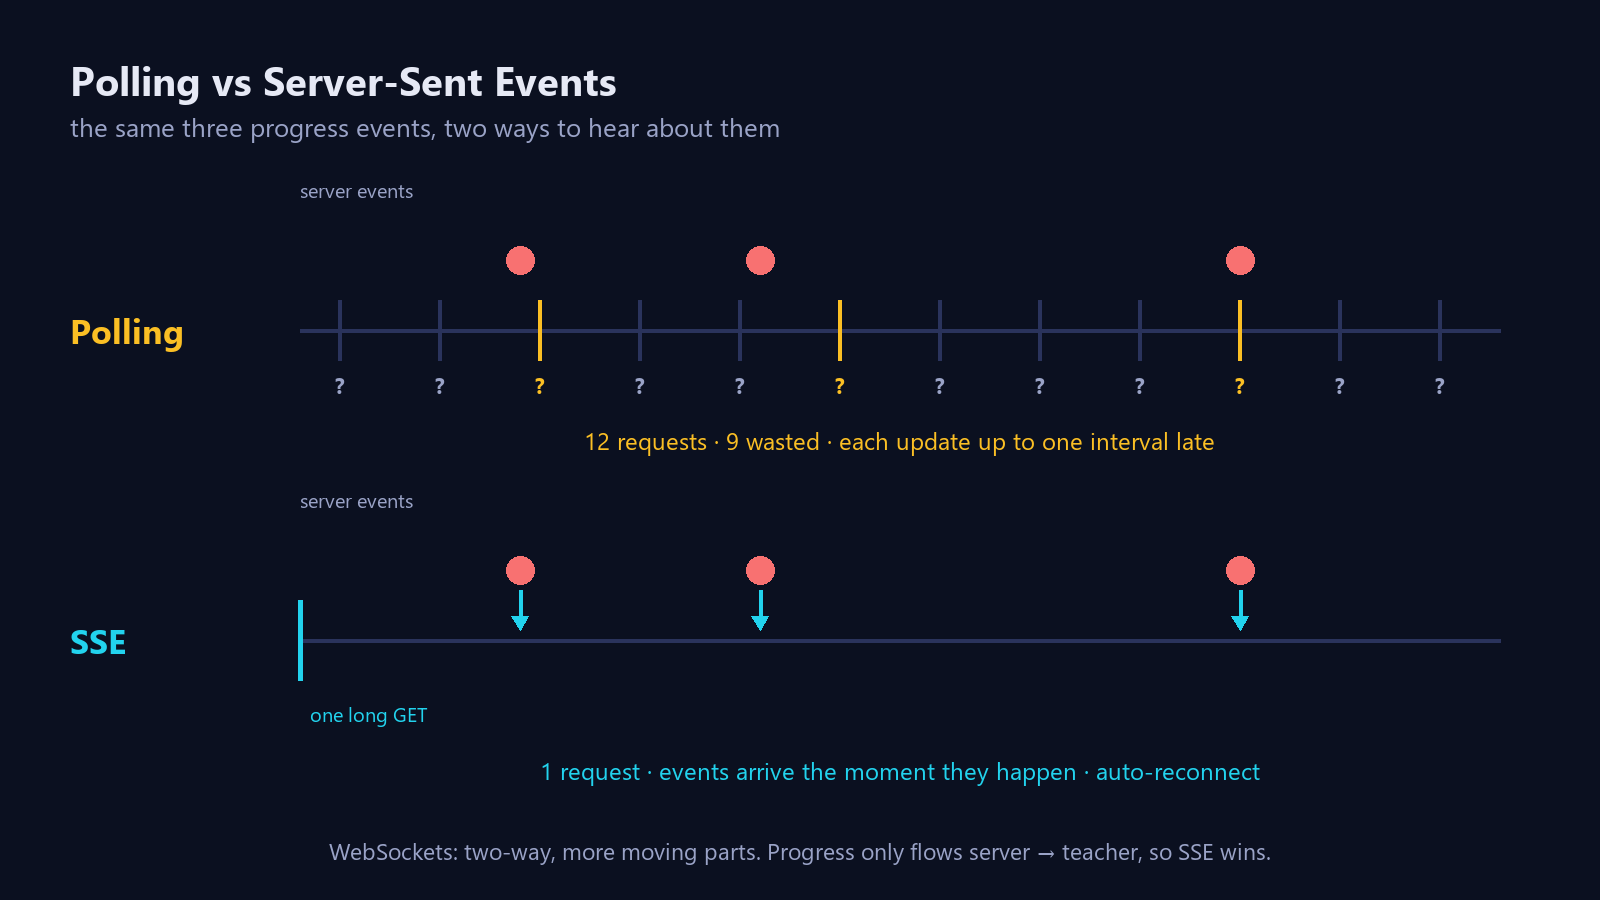 Polling vs Server-Sent Events
the same three progress events, two ways to hear about them
server events
Polling
? ? ? ? ? ? ? ? ? ? ? ?
12 requests · 9 wasted · each update up to one interval late
server events
SSE
one long GET
1 request · events arrive the moment they happen · auto-reconnect
WebSockets: two-way, more moving parts. Progress only flows server → teacher, so SSE wins.